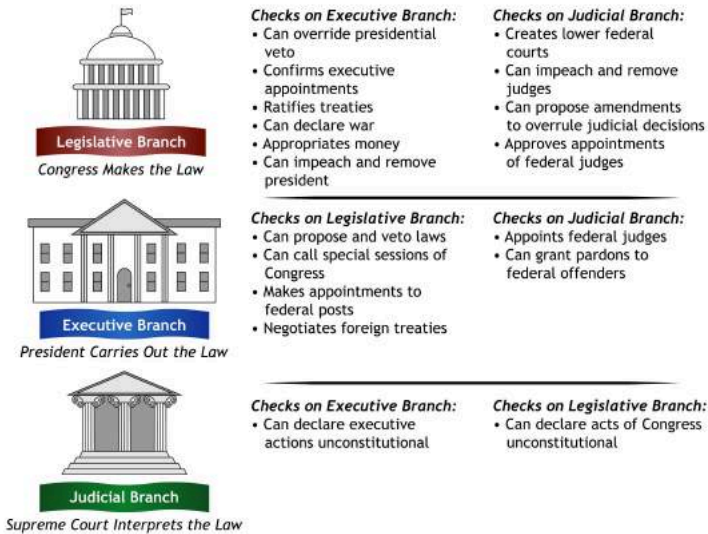 Legislative Branch
Congress Makes the Law
Checks on Executive Branch:
• Can override presidential
veto
• Confirms executive
appointments
• Ratifies treaties
• Can declare war
• Appropriates money
• Can impeach and remove
president
Checks on Judicial Branch:
• Creates lower federal
courts
• Can impeach and remove
judges
• Can propose amendments
to overrule judicial decisions
• Approves appointments
of federal judges
Executive Branch
President Carries Out the Law
Checks on Legislative Branch:
• Can propose and veto laws
• Can call special sessions of
Congress
• Makes appointments to
federal posts
• Negotiates foreign treaties
Checks on Judicial Branch:
• Appoints federal judges
• Can grant pardons to
federal offenders
Judicial Branch
Supreme Court Interprets the Law
Checks on Executive Branch:
• Can declare executive
actions unconstitutional
Checks on Legislative Branch:
• Can declare acts of Congress
unconstitutional